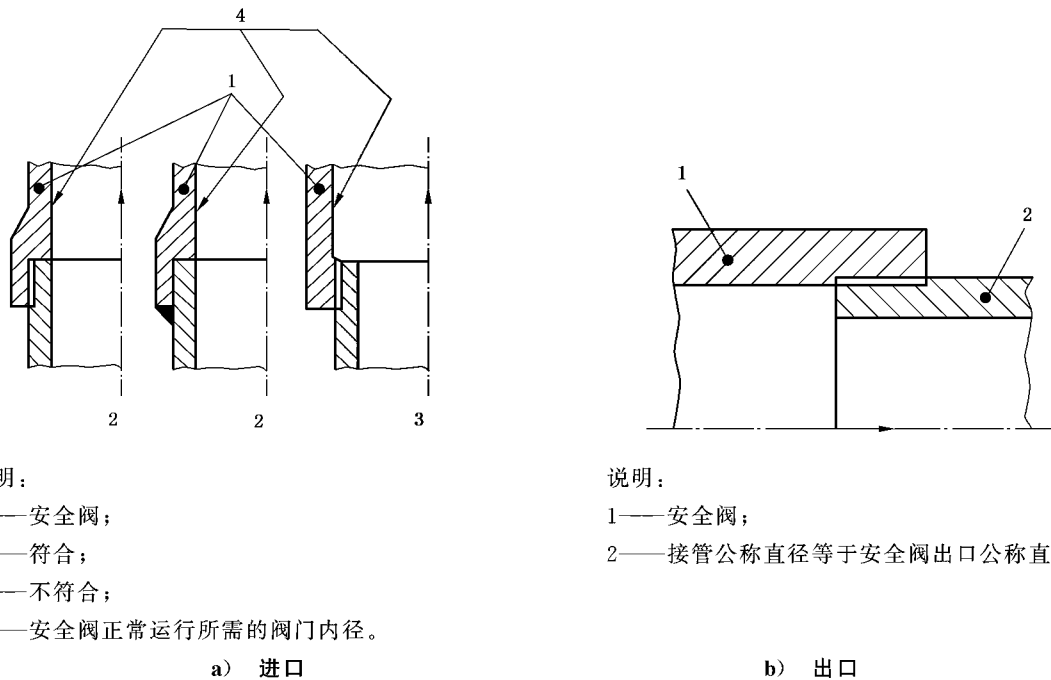 4
1
2
2
3
1
2
明:
—安全阀;
—符合;
—不符合;
—安全阀正常运行所需的阀门内径。
a) 进口
说明:
1——安全阀;
2——接管公称直径等于安全阀出口公称直
b) 出口